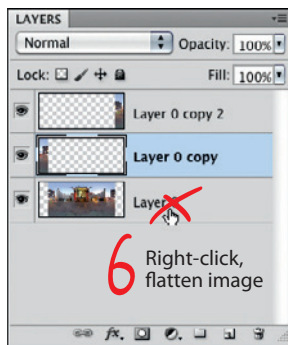 LAYERS
Normal Opacity: 100%
Lock: Fill: 100%
Layer 0 copy 2
Layer 0 copy
Layer
6 Right-click,
flatten image
fx.